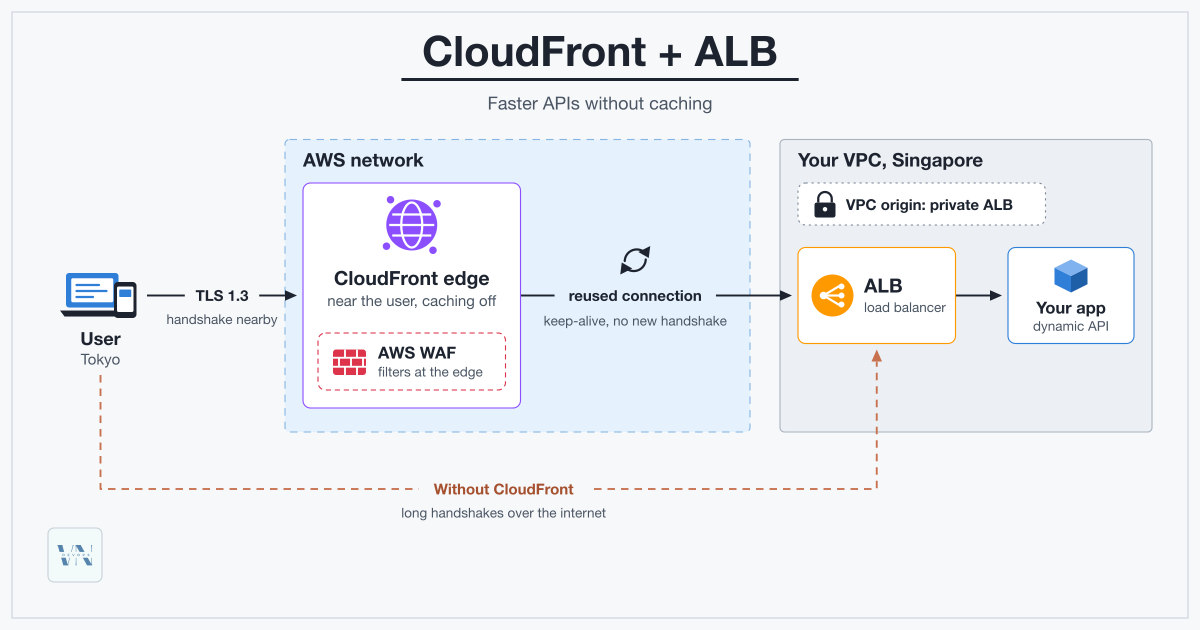 CloudFront + ALB
Faster APIs without caching
AWS network
CloudFront edge
near the user, caching off
AWS WAF
filters at the edge
User
Tokyo
TLS 1.3
handshake nearby
reused connection
keep-alive, no new handshake
Your VPC, Singapore
VPC origin: private ALB
ALB
load balancer
Your app
dynamic API
Without CloudFront
long handshakes over the internet
VN